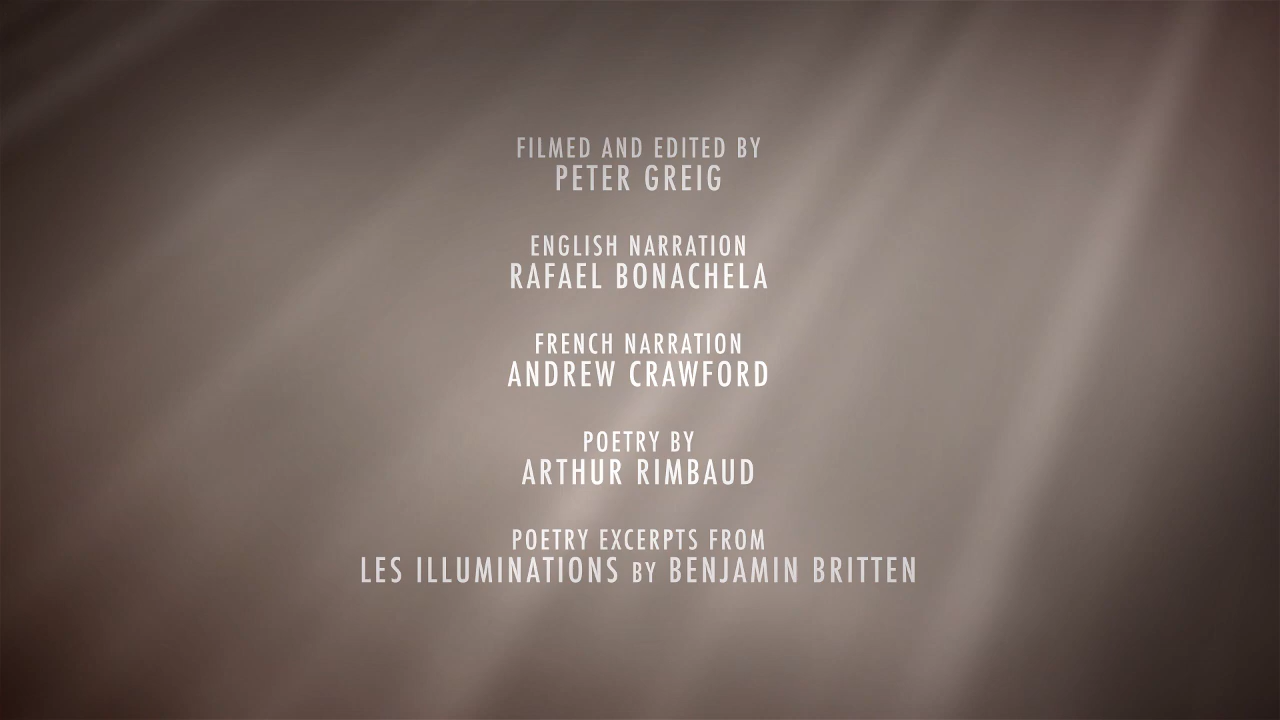 FILMED AND EDITED BY
PETER GREIG
ENGLISH NARRATION
RAFAEL BONACHELA
FRENCH NARRATION
ANDREW CRAWFORD
POETRY BY
ARTHUR RIMBAUD
POETRY EXCERPTS FROM
LES ILLUMINATIONS BY BENJAMIN BRITTEN